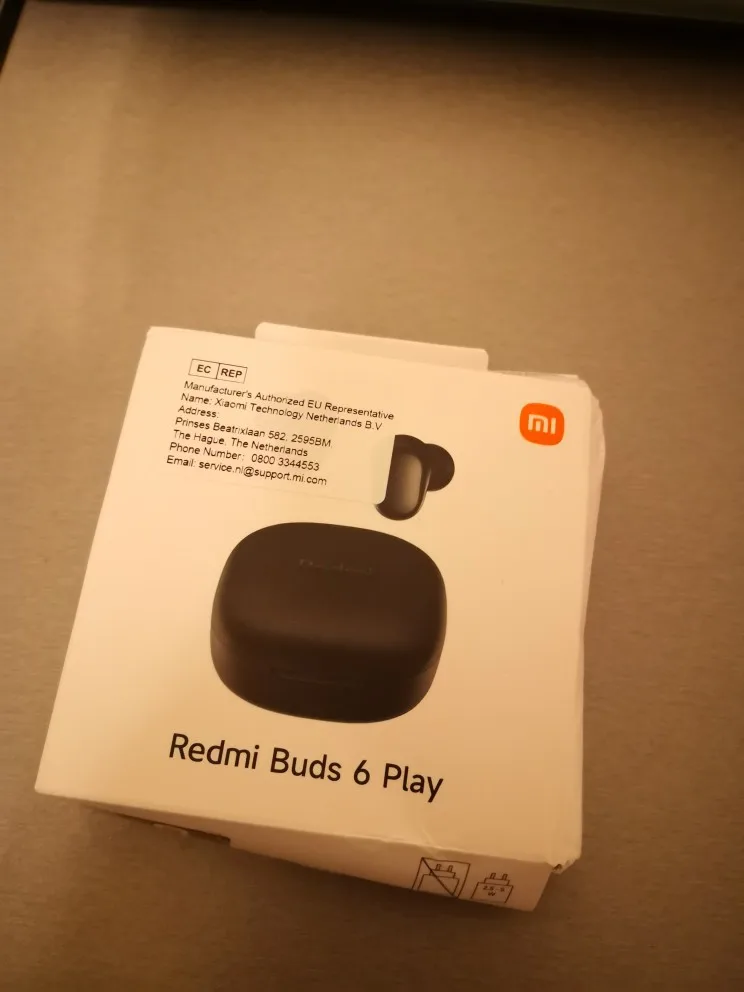 EC REP
Manufacturer's Authorized EU Representative
Name: Xiaomi Technology Netherlands B.V
Address:
Prinses Beatrixlaan 582, 2595BM,
The Hague, The Netherlands
Phone Number: 0800 3344553
Email: service.nl@support.mi.com
mi
Redmi
Redmi Buds 6 Play
W